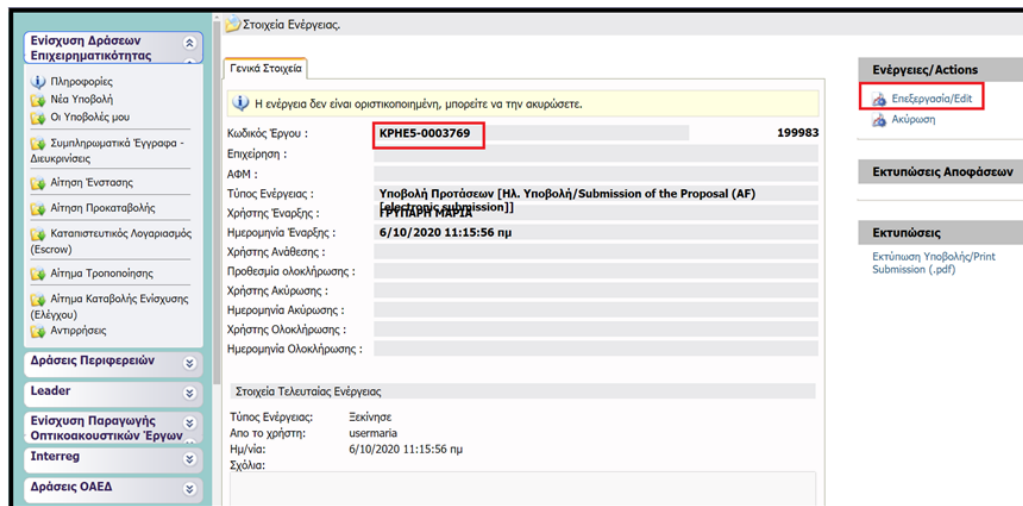 Ενίσχυση Δράσεων
Επιχειρηματικότητας
Πληροφορίες
Νέα Υποβολή
Οι Υποβολές μου
Συμπληρωματικά Έγγραφα -
Διευκρινίσεις
Αίτηση Ένστασης
Αίτηση Προκαταβολής
Καταπιστευτικός Λογαριασμός
(Escrow)
Αίτημα Τροποποίησης
Αίτημα Καταβολής Ενίσχυσης
(Ελέγχου)
Αντιρρήσεις
Δράσεις Περιφερειών
Leader
Ενίσχυση Παραγωγής
Οπτικοακουστικών Έργων
Interreg
Δράσεις ΟΑΕΔ
Στοιχεία Ενέργειας.
Γενικά Στοιχεία
Η ενέργεια δεν είναι οριστικοποιημένη, μπορείτε να την ακυρώσετε.
Κωδικός Έργου : ΚΡΗΕ5-0003769 199983
Επιχείρηση :
ΑΦΜ :
Τύπος Ενέργειας : Υποβολή Προτάσεων [Ηλ. Υποβολή/Submission of the Proposal (AF)
[electronic submission]]
Χρήστης Έναρξης : ΓΡΥΠΑΡΗ ΜΑΡΙΑ
Ημερομηνία Έναρξης : 6/10/2020 11:15:56 πμ
Χρήστης Ανάθεσης :
Προθεσμία ολοκλήρωσης :
Χρήστης Ακύρωσης :
Ημερομηνία Ακύρωσης :
Χρήστης Ολοκλήρωσης :
Ημερομηνία Ολοκλήρωσης :
Στοιχεία Τελευταίας Ενέργειας
Τύπος Ενέργειας: Ξεκίνησε
Απο το χρήστη: usermaria
Ημ/νία: 6/10/2020 11:15:56 πμ
Σχόλια:
Ενέργειες/Actions
Επεξεργασία/Edit
Ακύρωση
Εκτυπώσεις Αποφάσεων
Εκτυπώσεις
Εκτύπωση Υποβολής/Print
Submission (.pdf)